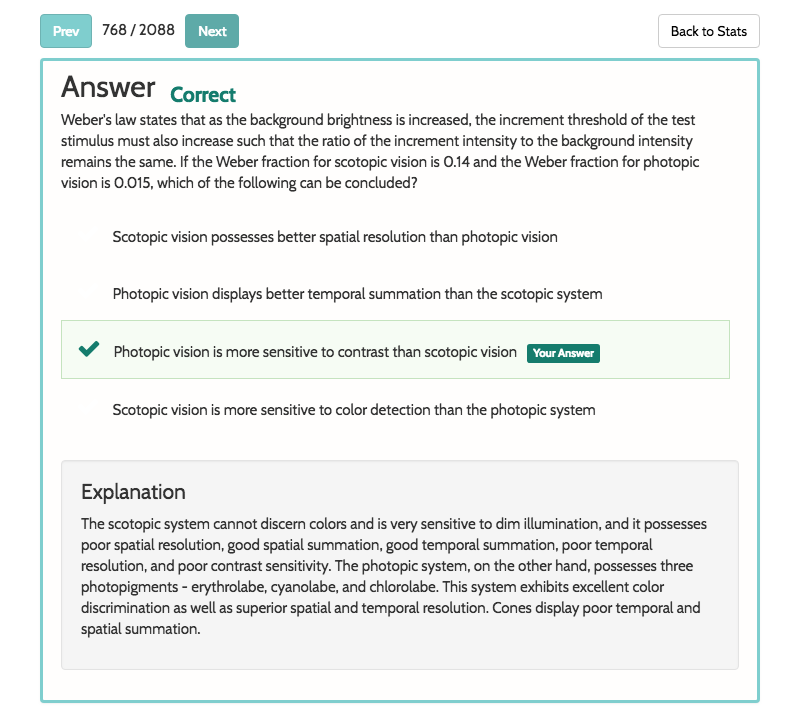 Prev 768 / 2088 Next Back to Stats
Answer Correct
Weber's law states that as the background brightness is increased, the increment threshold of the test
stimulus must also increase such that the ratio of the increment intensity to the background intensity
remains the same. If the Weber fraction for scotopic vision is 0.14 and the Weber fraction for photopic
vision is 0.015, which of the following can be concluded?
Scotopic vision possesses better spatial resolution than photopic vision
Photopic vision displays better temporal summation than the scotopic system
Photopic vision is more sensitive to contrast than scotopic vision Your Answer
Scotopic vision is more sensitive to color detection than the photopic system
Explanation
The scotopic system cannot discern colors and is very sensitive to dim illumination, and it possesses
poor spatial resolution, good spatial summation, good temporal summation, poor temporal
resolution, and poor contrast sensitivity. The photopic system, on the other hand, possesses three
photopigments - erythrolabe, cyanolabe, and chlorolabe. This system exhibits excellent color
discrimination as well as superior spatial and temporal resolution. Cones display poor temporal and
spatial summation.